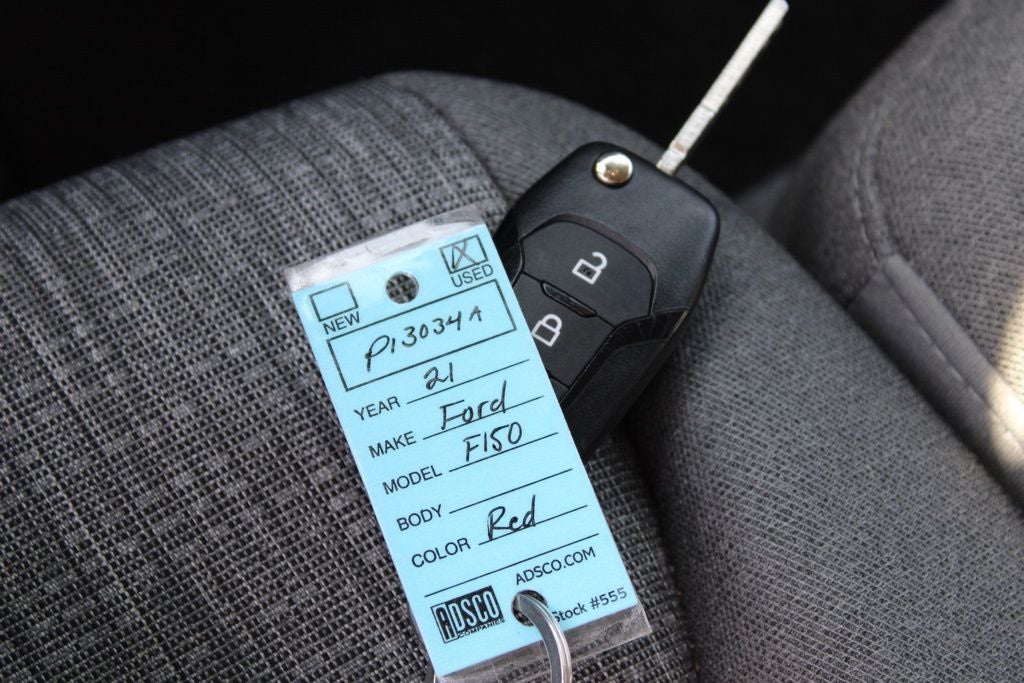 X
NEW USED
P13034A
YEAR 21
MAKE Ford
MODEL F150
BODY
COLOR Red
ADSCO.COM
ADSCO COMPANIES
Stock #555